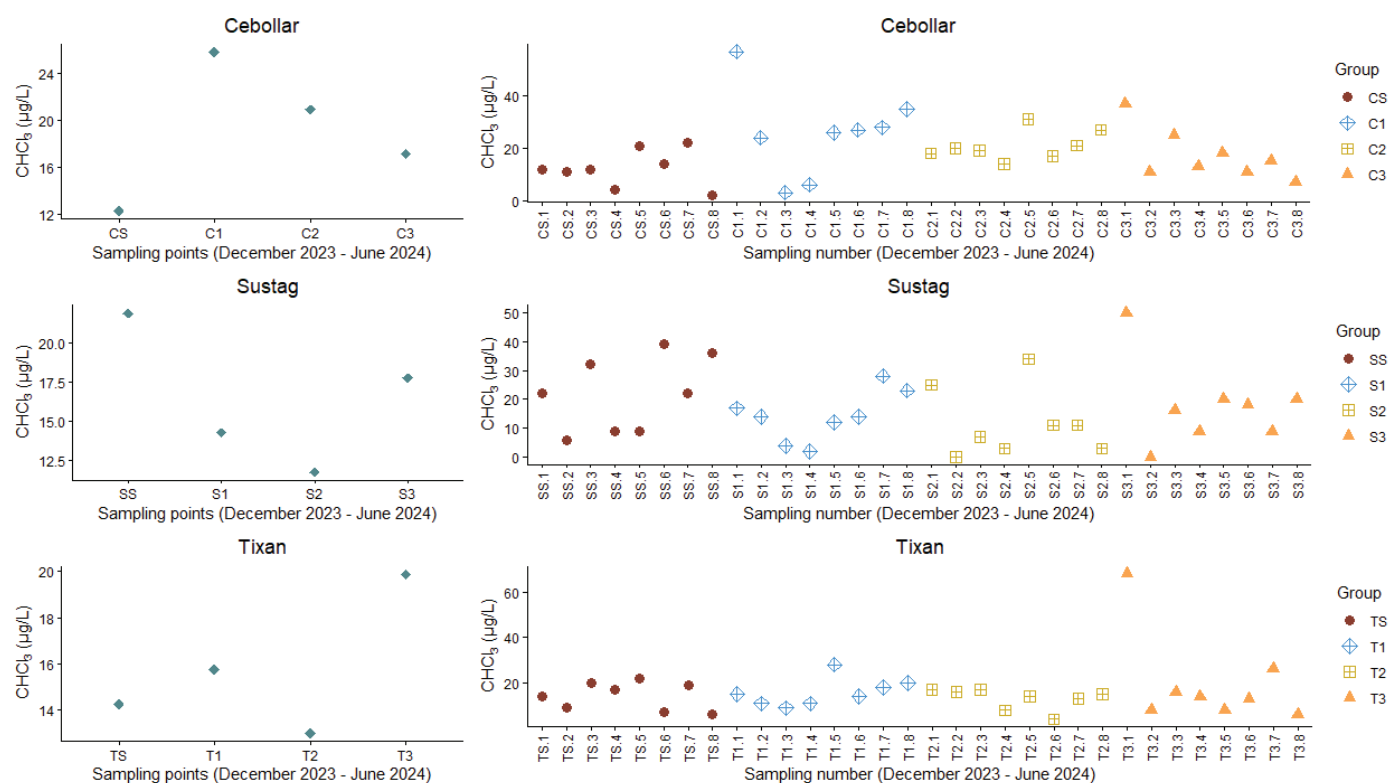 Cebollar
CHCl₃ (µg/L)
24
20
16
12
CS C1 C2 C3
Sampling points (December 2023 - June 2024)
Cebollar
CHCl₃ (µg/L)
40
20
0
CS.1 CS.2 CS.3 CS.4 CS.5 CS.6 CS.7 CS.8 C1.1 C1.2 C1.3 C1.4 C1.5 C1.6 C1.7 C1.8 C2.1 C2.2 C2.3 C2.4 C2.5 C2.6 C2.7 C2.8 C3.1 C3.2 C3.3 C3.4 C3.5 C3.6 C3.7 C3.8
Sampling number (December 2023 - June 2024)
Group
CS
C1
C2
C3
Sustag
CHCl₃ (µg/L)
20.0
17.5
15.0
12.5
SS S1 S2 S3
Sampling points (December 2023 - June 2024)
Sustag
CHCl₃ (µg/L)
50
40
30
20
10
0
SS.1 SS.2 SS.3 SS.4 SS.5 SS.6 SS.7 SS.8 S1.1 S1.2 S1.3 S1.4 S1.5 S1.6 S1.7 S1.8 S2.1 S2.2 S2.3 S2.4 S2.5 S2.6 S2.7 S2.8 S3.1 S3.2 S3.3 S3.4 S3.5 S3.6 S3.7 S3.8
Sampling number (December 2023 - June 2024)
Group
SS
S1
S2
S3
Tixan
CHCl₃ (µg/L)
20
18
16
14
TS T1 T2 T3
Sampling points (December 2023 - June 2024)
Tixan
CHCl₃ (µg/L)
60
40
20
TS.1 TS.2 TS.3 TS.4 TS.5 TS.6 TS.7 TS.8 T1.1 T1.2 T1.3 T1.4 T1.5 T1.6 T1.7 T1.8 T2.1 T2.2 T2.3 T2.4 T2.5 T2.6 T2.7 T2.8 T3.1 T3.2 T3.3 T3.4 T3.5 T3.6 T3.7 T3.8
Sampling number (December 2023 - June 2024)
Group
TS
T1
T2
T3